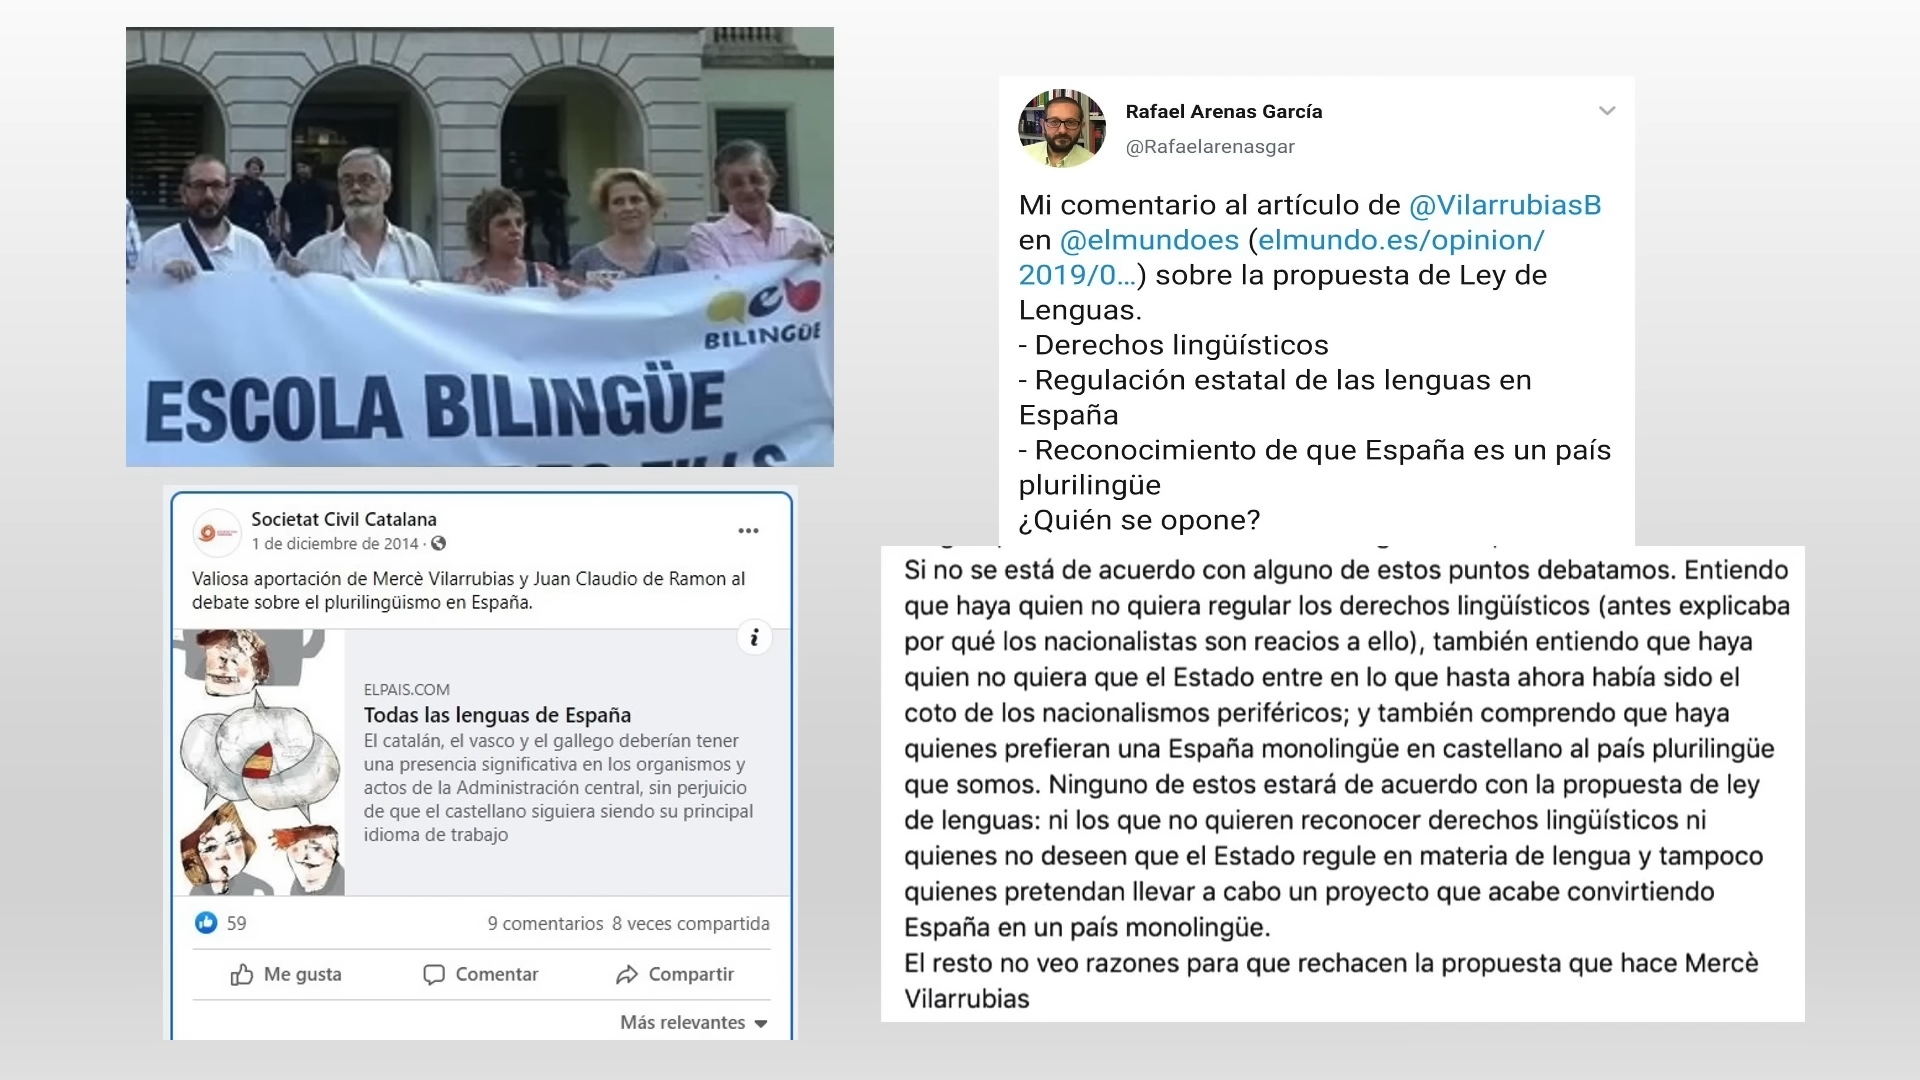 BILINGÜE
ESCOLA BILINGÜE
Societat Civil Catalana
1 de diciembre de 2014 ·
Valiosa aportación de Mercè Vilarrubias y Juan Claudio de Ramon al
debate sobre el plurilingüismo en España.
ELPAIS.COM
Todas las lenguas de España
El catalán, el vasco y el gallego deberían tener
una presencia significativa en los organismos y
actos de la Administración central, sin perjuicio
de que el castellano siguiera siendo su principal
idioma de trabajo
59
9 comentarios 8 veces compartida
Me gusta Comentar Compartir
Más relevantes
Rafael Arenas García
@Rafaelarenasgar
Mi comentario al artículo de @VilarrubiasB
en @elmundoes (elmundo.es/opinion/
2019/0...) sobre la propuesta de Ley de
Lenguas.
- Derechos lingüísticos
- Regulación estatal de las lenguas en
España
- Reconocimiento de que España es un país
plurilingüe
¿Quién se opone?
Si no se está de acuerdo con alguno de estos puntos debatamos. Entiendo
que haya quien no quiera regular los derechos lingüísticos (antes explicaba
por qué los nacionalistas son reacios a ello), también entiendo que haya
quien no quiera que el Estado entre en lo que hasta ahora había sido el
coto de los nacionalismos periféricos; y también comprendo que haya
quienes prefieran una España monolingüe en castellano al país plurilingüe
que somos. Ninguno de estos estará de acuerdo con la propuesta de ley
de lenguas: ni los que no quieren reconocer derechos lingüísticos ni
quienes no deseen que el Estado regule en materia de lengua y tampoco
quienes pretendan llevar a cabo un proyecto que acabe convirtiendo
España en un país monolingüe.
El resto no veo razones para que rechacen la propuesta que hace Mercè
Vilarrubias